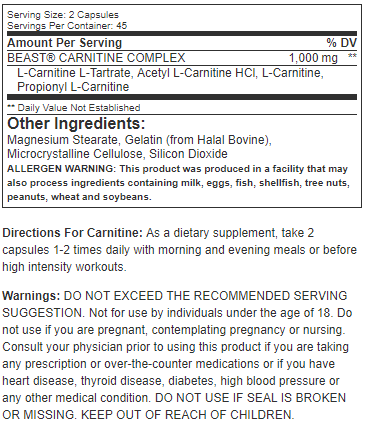 Serving Size: 2 Capsules
Servings Per Container: 45
Amount Per Serving % DV
BEAST® CARNITINE COMPLEX 1,000 mg **
L-Carnitine L-Tartrate, Acetyl L-Carnitine HCl, L-Carnitine,
Propionyl L-Carnitine
** Daily Value Not Established
Other Ingredients:
Magnesium Stearate, Gelatin (from Halal Bovine),
Microcrystalline Cellulose, Silicon Dioxide
ALLERGEN WARNING: This product was produced in a facility that may
also process ingredients containing milk, eggs, fish, shellfish, tree nuts,
peanuts, wheat and soybeans.
Directions For Carnitine: As a dietary supplement, take 2
capsules 1-2 times daily with morning and evening meals or before
high intensity workouts.
Warnings: DO NOT EXCEED THE RECOMMENDED SERVING
SUGGESTION. Not for use by individuals under the age of 18. Do
not use if you are pregnant, contemplating pregnancy or nursing.
Consult your physician prior to using this product if you are taking
any prescription or over-the-counter medications or if you have
heart disease, thyroid disease, diabetes, high blood pressure or
any other medical condition. DO NOT USE IF SEAL IS BROKEN
OR MISSING. KEEP OUT OF REACH OF CHILDREN.